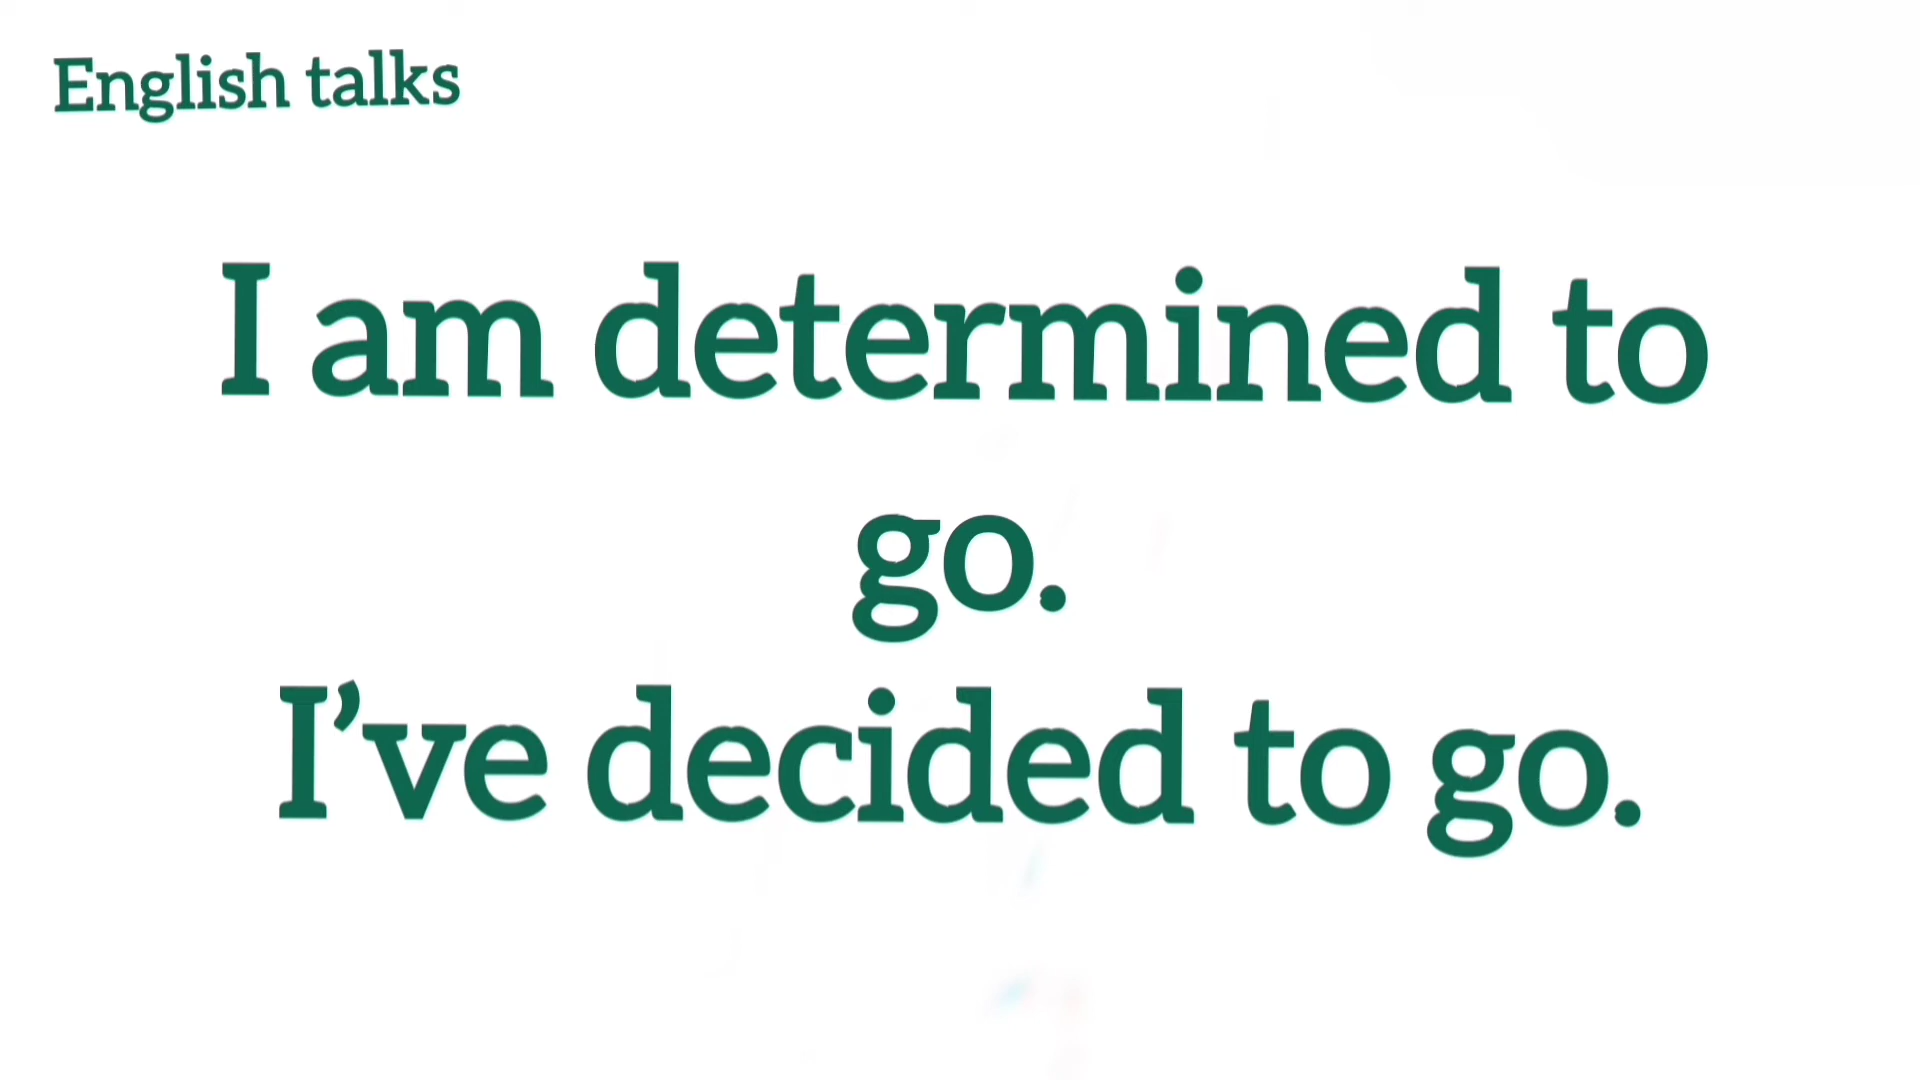 English talks
I am determined to
go.
I’ve decided to go.